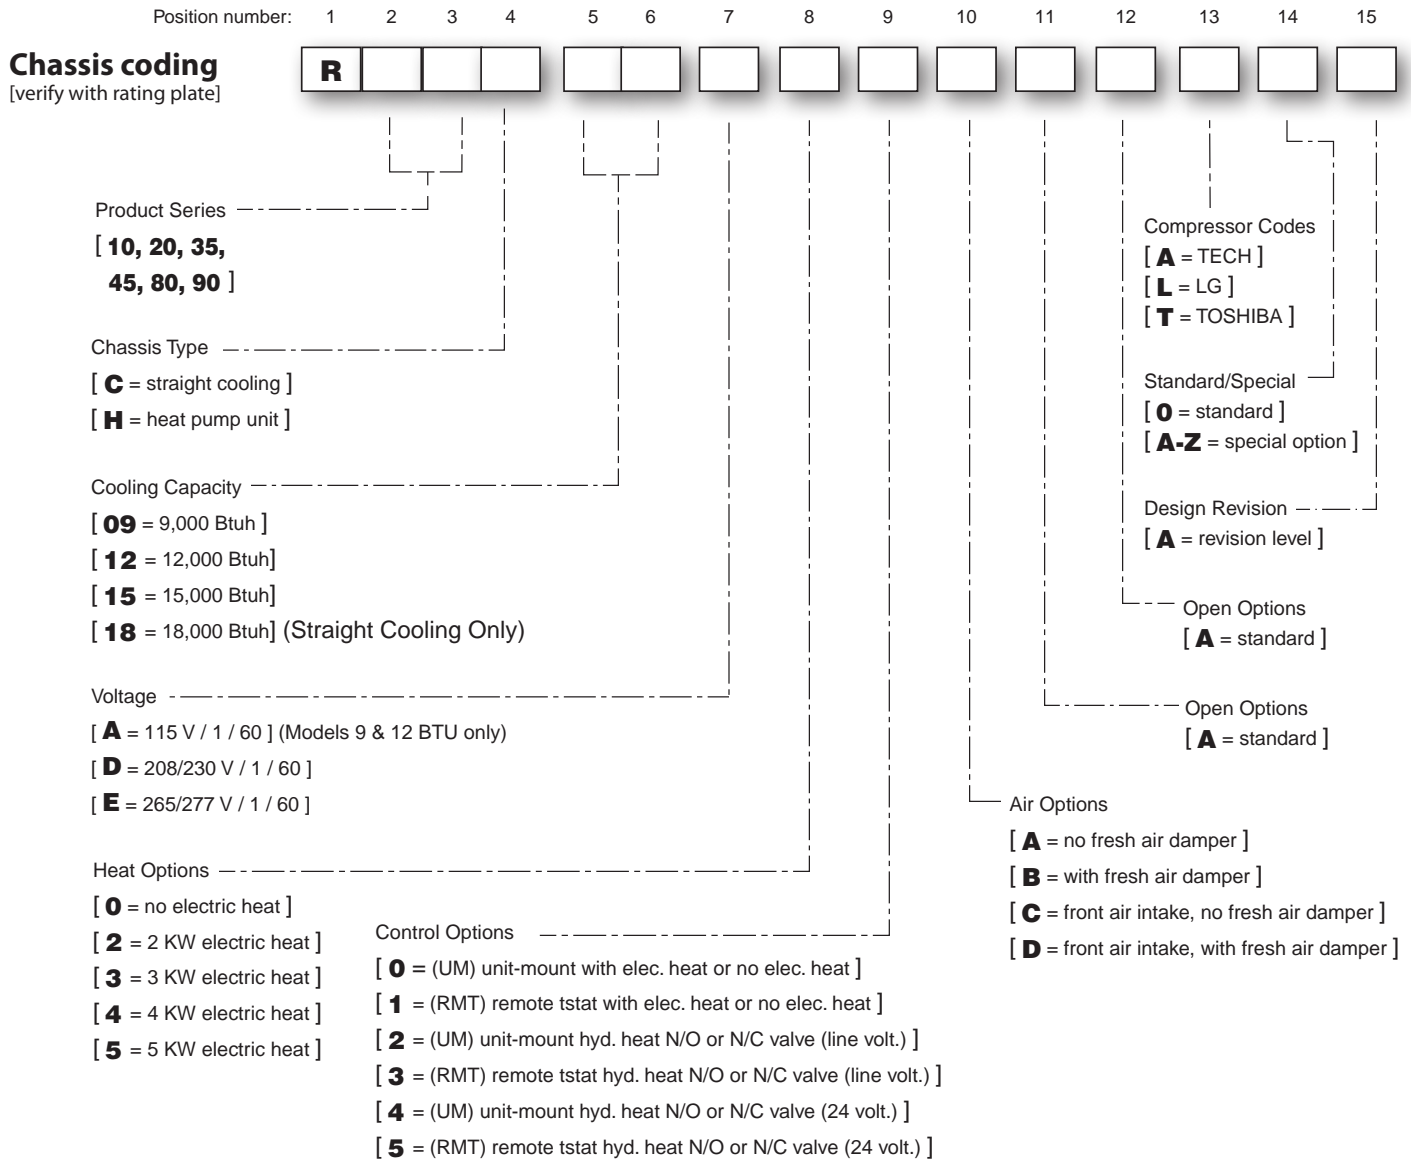 Position number: 1 2 3 4 5 6 7 8 9 10 11 12 13 14 15
Chassis coding
[verify with rating plate]
R
Product Series
[ 10, 20, 35,
45, 80, 90 ]
Chassis Type
[ C = straight cooling ]
[ H = heat pump unit ]
Cooling Capacity
[ 09 = 9,000 Btuh ]
[ 12 = 12,000 Btuh]
[ 15 = 15,000 Btuh]
[ 18 = 18,000 Btuh] (Straight Cooling Only)
Voltage
[ A = 115 V / 1 / 60 ] (Models 9 & 12 BTU only)
[ D = 208/230 V / 1 / 60 ]
[ E = 265/277 V / 1 / 60 ]
Heat Options
[ 0 = no electric heat ]
[ 2 = 2 KW electric heat ]
[ 3 = 3 KW electric heat ]
[ 4 = 4 KW electric heat ]
[ 5 = 5 KW electric heat ]
Control Options
[ 0 = (UM) unit-mount with elec. heat or no elec. heat ]
[ 1 = (RMT) remote tstat with elec. heat or no elec. heat ]
[ 2 = (UM) unit-mount hyd. heat N/O or N/C valve (line volt.) ]
[ 3 = (RMT) remote tstat hyd. heat N/O or N/C valve (line volt.) ]
[ 4 = (UM) unit-mount hyd. heat N/O or N/C valve (24 volt.) ]
[ 5 = (RMT) remote tstat hyd. heat N/O or N/C valve (24 volt.) ]
Compressor Codes
[ A = TECH ]
[ L = LG ]
[ T = TOSHIBA ]
Standard/Special
[ 0 = standard ]
[ A-Z = special option ]
Design Revision
[ A = revision level ]
Open Options
[ A = standard ]
Open Options
[ A = standard ]
Air Options
[ A = no fresh air damper ]
[ B = with fresh air damper ]
[ C = front air intake, no fresh air damper ]
[ D = front air intake, with fresh air damper ]